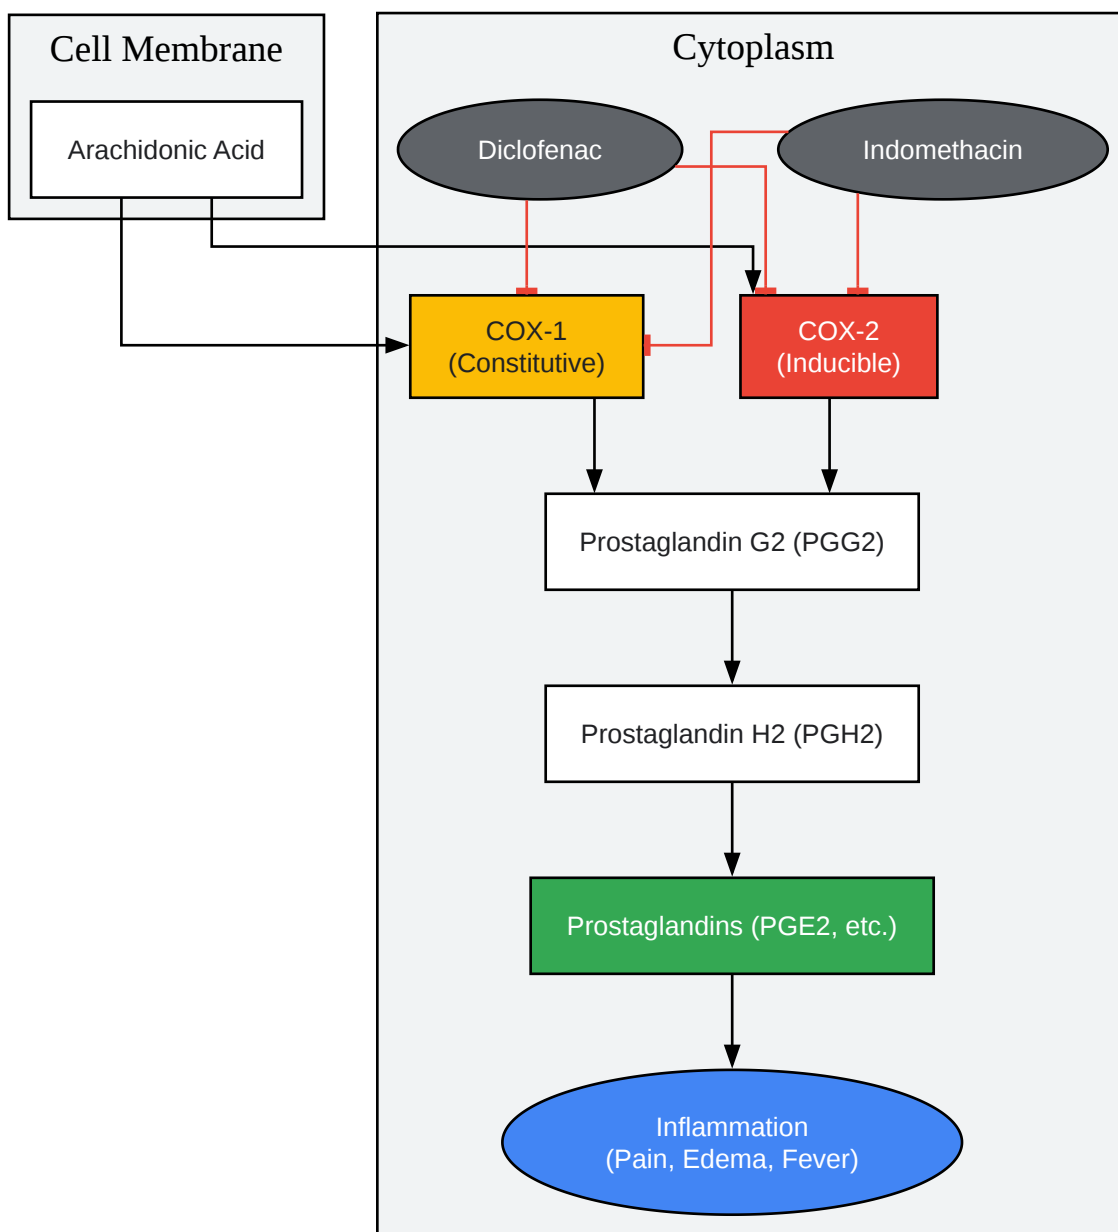 Cell Membrane
Arachidonic Acid
Cytoplasm
Diclofenac
Indomethacin
COX-1
(Constitutive)
COX-2
(Inducible)
Prostaglandin G2 (PGG2)
Prostaglandin H2 (PGH2)
Prostaglandins (PGE2, etc.)
Inflammation
(Pain, Edema, Fever)